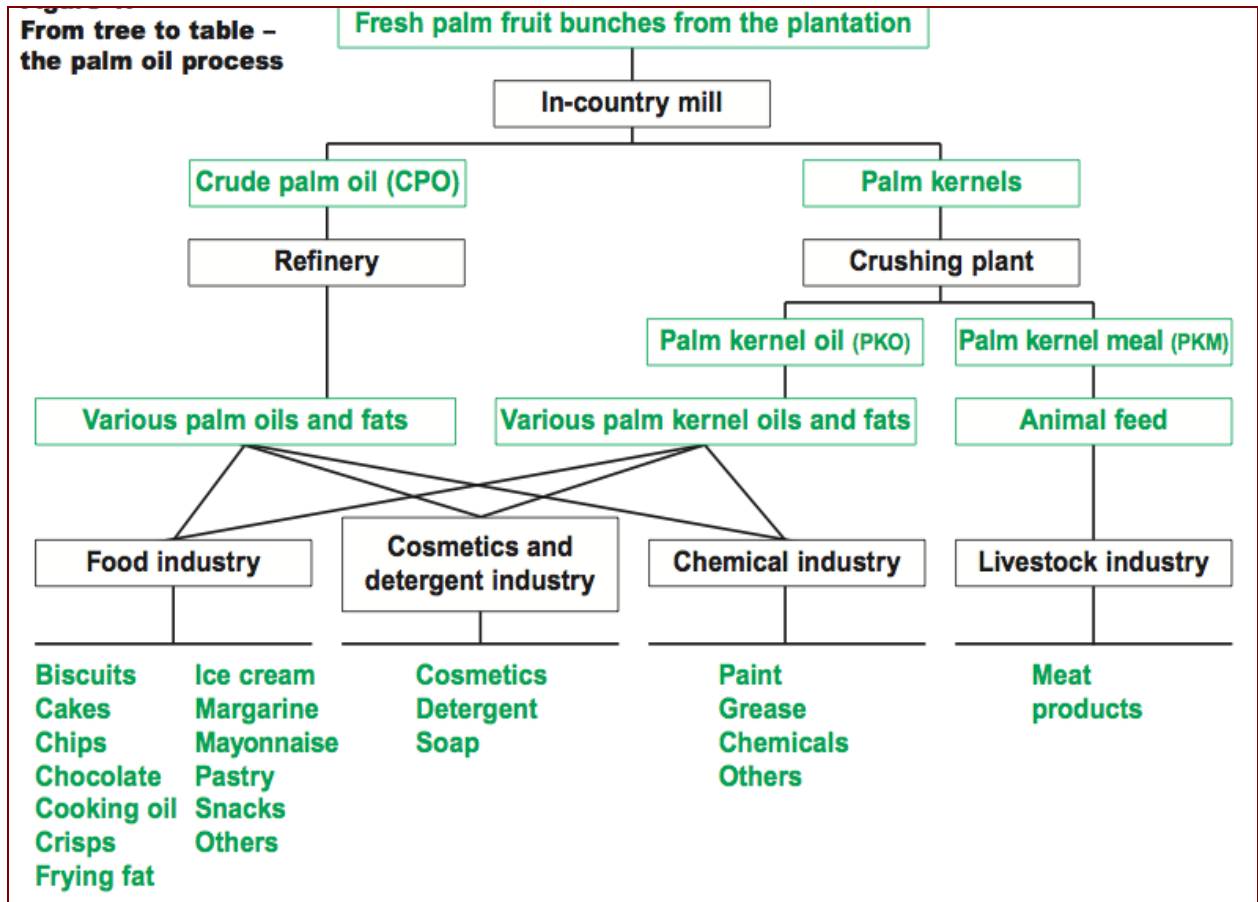 From tree to table –
the palm oil process
Fresh palm fruit bunches from the plantation
In-country mill
Crude palm oil (CPO)
Palm kernels
Refinery
Crushing plant
Palm kernel oil (PKO)
Palm kernel meal (PKM)
Various palm oils and fats
Various palm kernel oils and fats
Animal feed
Food industry
Cosmetics and
detergent industry
Chemical industry
Livestock industry
Biscuits
Cakes
Chips
Chocolate
Cooking oil
Crisps
Frying fat
Ice cream
Margarine
Mayonnaise
Pastry
Snacks
Others
Cosmetics
Detergent
Soap
Paint
Grease
Chemicals
Others
Meat
products